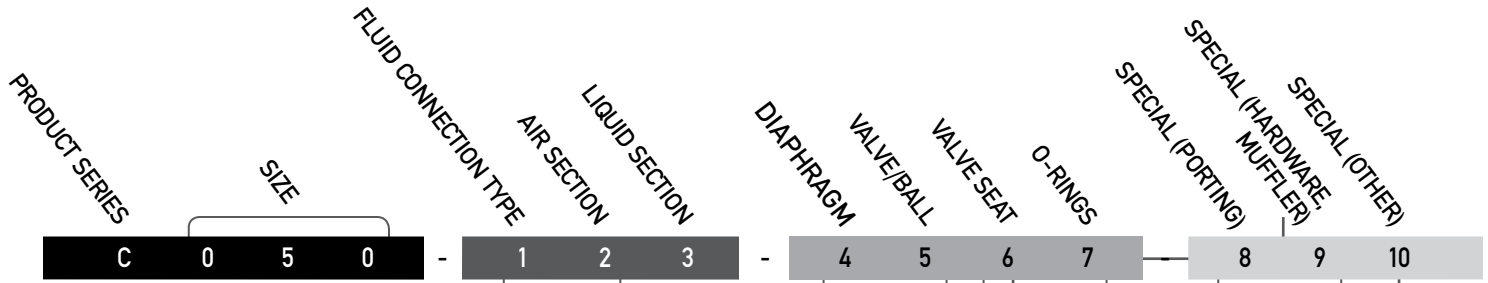 PRODUCT SERIES
SIZE
FLUID CONNECTION TYPE
AIR SECTION
LIQUID SECTION
DIAPHRAGM
VALVE/BALL
VALVE SEAT
O-RINGS
SPECIAL (PORTING)
SPECIAL (HARDWARE,
MUFFLER)
SPECIAL (OTHER)
C 0 5 0 - 1 2 3 - 4 5 6 7 - 8 9 10